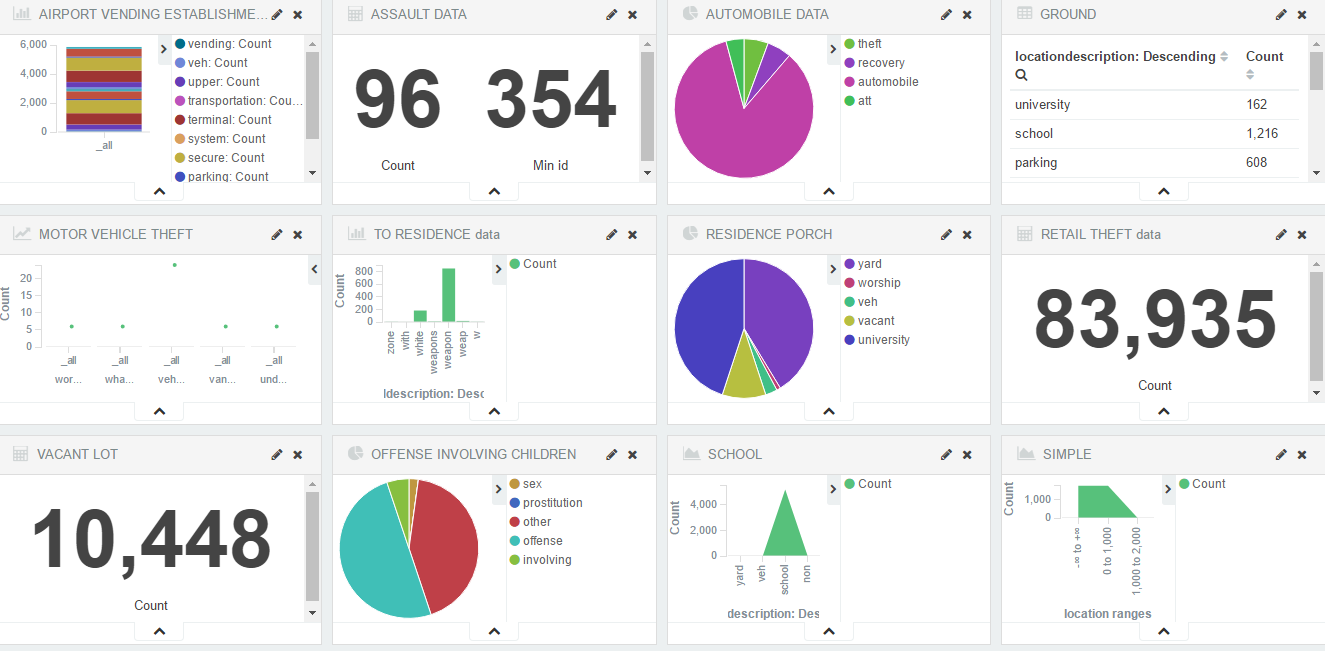 AIRPORT VENDING ESTABLISHME...
6,000
4,000
2,000
0
_all
vending: Count
veh: Count
upper: Count
transportation: Cou...
terminal: Count
system: Count
secure: Count
parking: Count
ASSAULT DATA
96 354
Count Min id
AUTOMOBILE DATA
theft
recovery
automobile
att
GROUND
locationdescription: Descending Count
university 162
school 1,216
parking 608
MOTOR VEHICLE THEFT
Count
20
15
10
5
0
_all _all _all _all _all
wor... wha... veh... van... und...
TO RESIDENCE data
Count
800
600
400
200
0
zone
with
white
weapons
weapon
weap
w
ldescription: Desc
Count
RESIDENCE PORCH
yard
worship
veh
vacant
university
RETAIL THEFT data
83,935
Count
VACANT LOT
10,448
Count
OFFENSE INVOLVING CHILDREN
sex
prostitution
other
offense
involving
SCHOOL
Count
4,000
2,000
0
yard
veh
school
non
description: Des
Count
SIMPLE
Count
1,000
0
-∞ to +∞
0 to 1,000
1,000 to 2,000
location ranges
Count